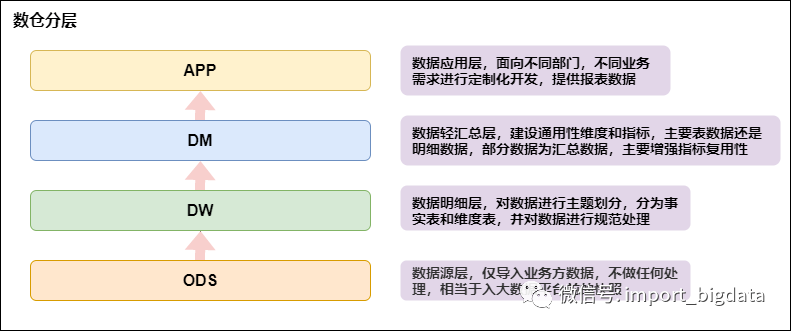 数仓分层
APP
数据应用层，面向不同部门，不同业务
需求进行定制化开发，提供报表数据
DM
数据轻汇总层，建设通用性维度和指标，主要表数据还是
明细数据，部分数据为汇总数据，主要增强指标复用性
DW
数据明细层，对数据进行主题划分，分为事
实表和维度表，并对数据进行规范处理
ODS
数据源层，仅导入业务方数据，不做任何处
理，相当于入大数据平台
微信号: import_bigdata